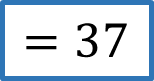 = 37